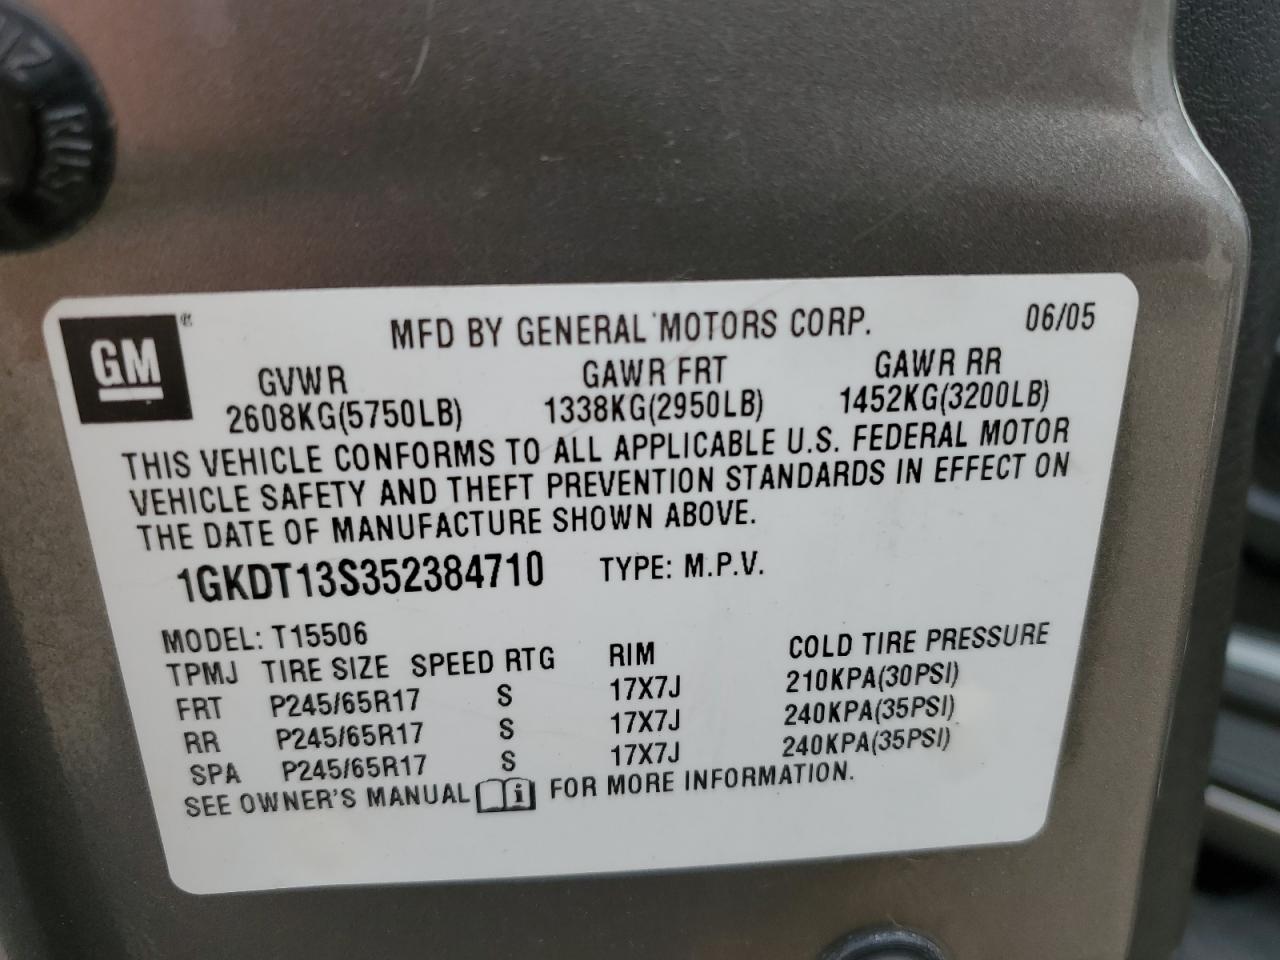 RUST
GM
®
MFD BY GENERAL MOTORS CORP. 06/05
GVWR GAWR FRT GAWR RR
2608KG(5750LB) 1338KG(2950LB) 1452KG(3200LB)
THIS VEHICLE CONFORMS TO ALL APPLICABLE U.S. FEDERAL MOTOR
VEHICLE SAFETY AND THEFT PREVENTION STANDARDS IN EFFECT ON
THE DATE OF MANUFACTURE SHOWN ABOVE.
1GKDT13S352384710 TYPE: M.P.V.
MODEL: T15506
TPMJ TIRE SIZE SPEED RTG RIM COLD TIRE PRESSURE
FRT P245/65R17 S 17X7J 210KPA(30PSI)
RR P245/65R17 S 17X7J 240KPA(35PSI)
SPA P245/65R17 S 17X7J 240KPA(35PSI)
SEE OWNER'S MANUAL i FOR MORE INFORMATION.